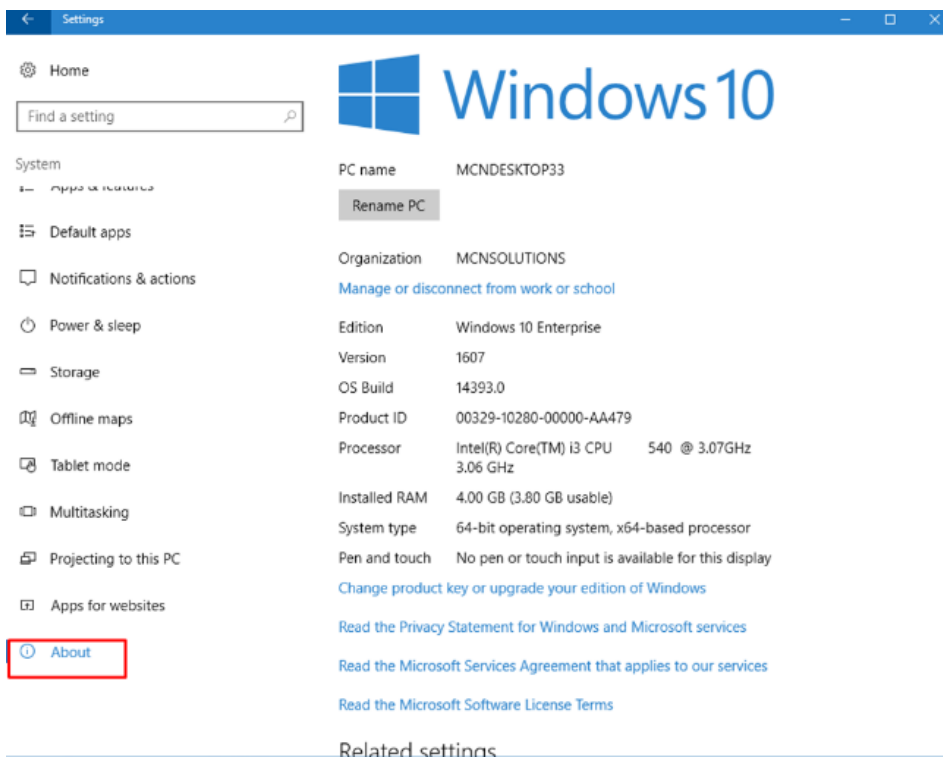 Settings
Home
Find a setting
System
Apps & features
Default apps
Notifications & actions
Power & sleep
Storage
Offline maps
Tablet mode
Multitasking
Projecting to this PC
Apps for websites
About
Windows 10
PC name MCNDESKTOP33
Rename PC
Organization MCNSOLUTIONS
Manage or disconnect from work or school
Edition Windows 10 Enterprise
Version 1607
OS Build 14393.0
Product ID 00329-10280-00000-AA479
Processor Intel(R) Core(TM) i3 CPU 540 @ 3.07GHz
3.06 GHz
Installed RAM 4.00 GB (3.80 GB usable)
System type 64-bit operating system, x64-based processor
Pen and touch No pen or touch input is available for this display
Change product key or upgrade your edition of Windows
Read the Privacy Statement for Windows and Microsoft services
Read the Microsoft Services Agreement that applies to our services
Read the Microsoft Software License Terms
Related settings